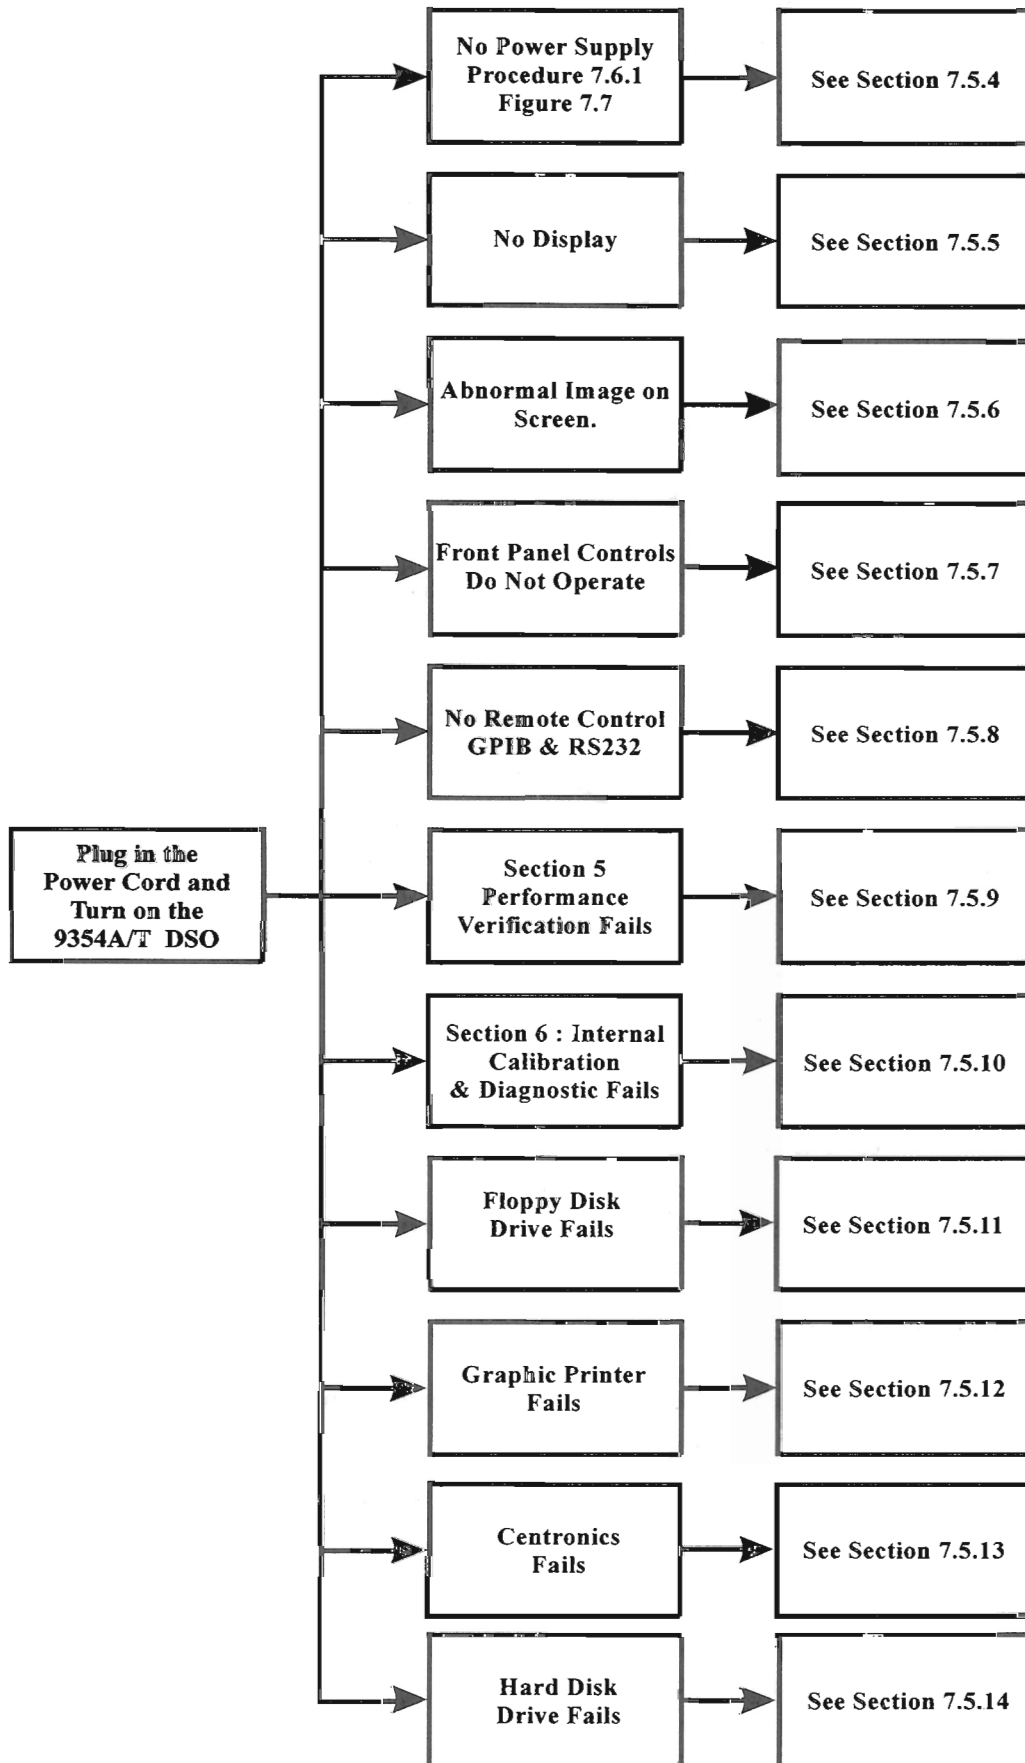 No Power Supply
Procedure 7.6.1
Figure 7.7
See Section 7.5.4
No Display
See Section 7.5.5
Abnormal Image on
Screen.
See Section 7.5.6
Front Panel Controls
Do Not Operate
See Section 7.5.7
No Remote Control
GPIB & RS232
See Section 7.5.8
Plug in the
Power Cord and
Turn on the
9354A/T DSO
Section 5
Performance
Verification Fails
See Section 7.5.9
Section 6 : Internal
Calibration
& Diagnostic Fails
See Section 7.5.10
Floppy Disk
Drive Fails
See Section 7.5.11
Graphic Printer
Fails
See Section 7.5.12
Centronics
Fails
See Section 7.5.13
Hard Disk
Drive Fails
See Section 7.5.14